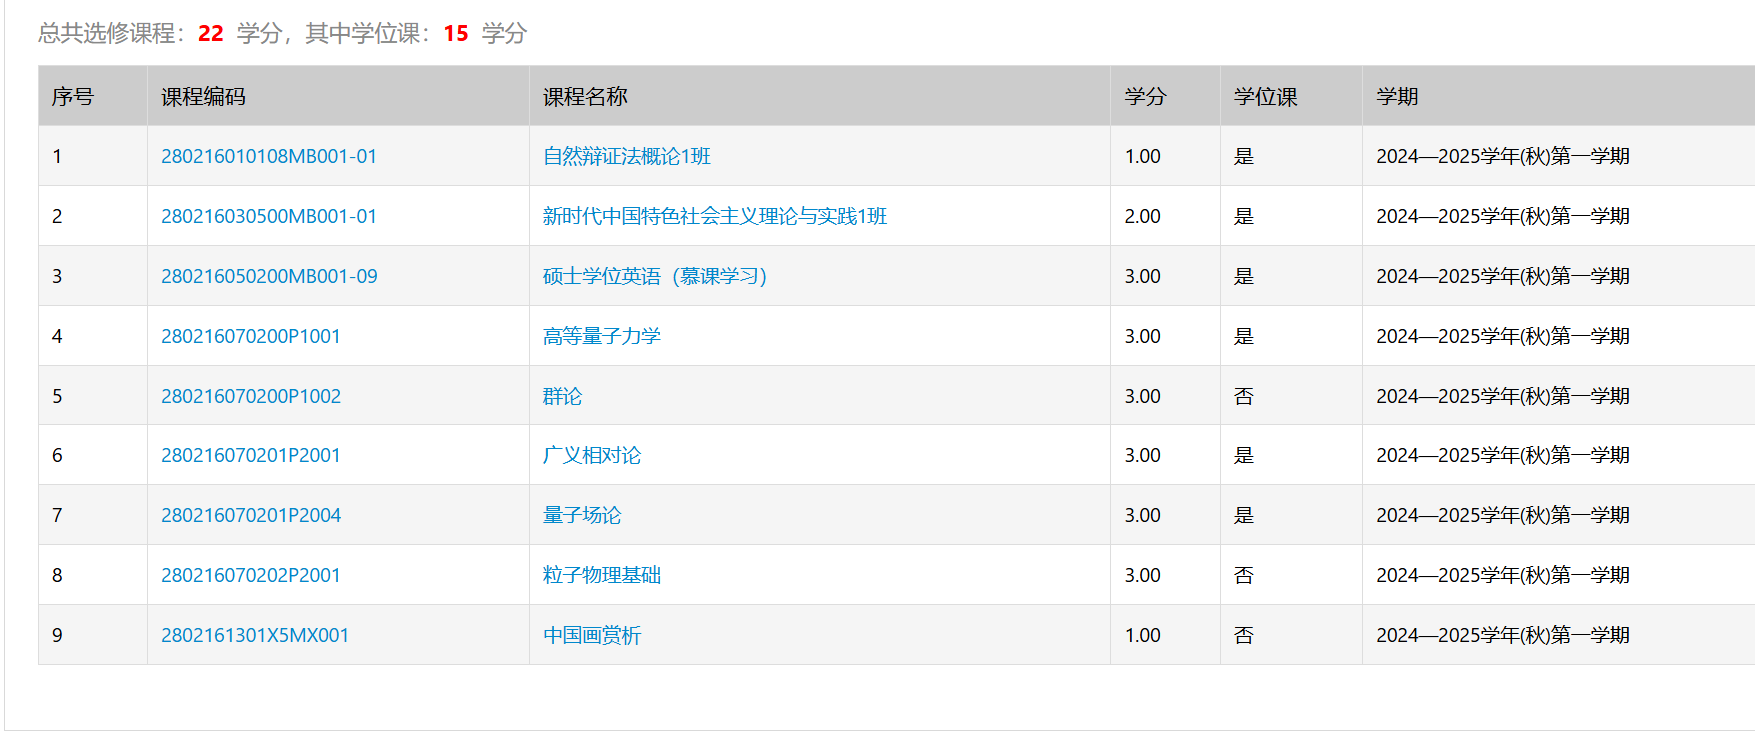 总共选修课程：22 学分，其中学位课：15 学分
序号 课程编码 课程名称 学分 学位课 学期
1 280216010108MB001-01 自然辩证法概论1班 1.00 是 2024—2025学年(秋)第一学期
2 280216030500MB001-01 新时代中国特色社会主义理论与实践1班 2.00 是 2024—2025学年(秋)第一学期
3 280216050200MB001-09 硕士学位英语（慕课学习） 3.00 是 2024—2025学年(秋)第一学期
4 280216070200P1001 高等量子力学 3.00 是 2024—2025学年(秋)第一学期
5 280216070200P1002 群论 3.00 否 2024—2025学年(秋)第一学期
6 280216070201P2001 广义相对论 3.00 是 2024—2025学年(秋)第一学期
7 280216070201P2004 量子场论 3.00 是 2024—2025学年(秋)第一学期
8 280216070202P2001 粒子物理基础 3.00 否 2024—2025学年(秋)第一学期
9 2802161301X5MX001 中国画赏析 1.00 否 2024—2025学年(秋)第一学期